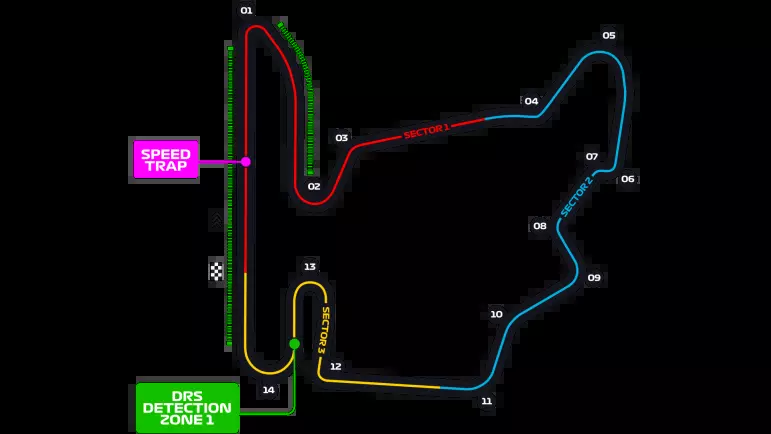 01
05
04
SECTOR 1
03
SPEED
TRAP
07
06
02
SECTOR 2
08
13
09
10
SECTOR 3
12
14
11
DRS
DETECTION
ZONE 1